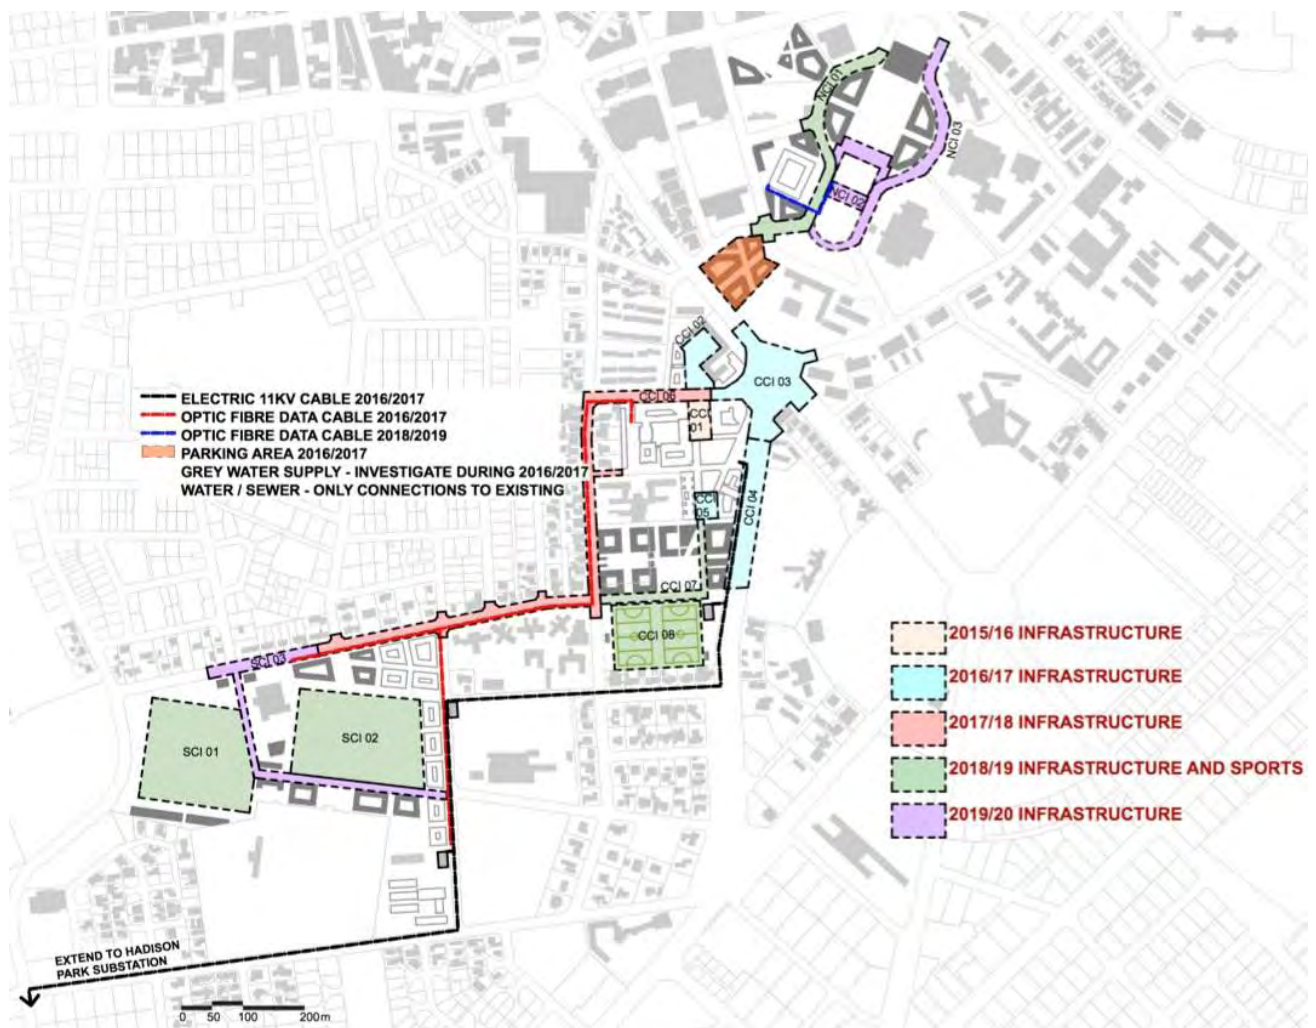 NCI 01
NCI 03
NCI 02
CCI 02
CCI 03
CCI 06
CCI
01
ELECTRIC 11KV CABLE 2016/2017
OPTIC FIBRE DATA CABLE 2016/2017
OPTIC FIBRE DATA CABLE 2018/2019
PARKING AREA 2016/2017
GREY WATER SUPPLY - INVESTIGATE DURING 2016/2017
WATER / SEWER - ONLY CONNECTIONS TO EXISTING
CCI
05
CCI 04
CCI 07
CCI 08
SCI 03
SCI 01
SCI 02
2015/16 INFRASTRUCTURE
2016/17 INFRASTRUCTURE
2017/18 INFRASTRUCTURE
2018/19 INFRASTRUCTURE AND SPORTS
2019/20 INFRASTRUCTURE
EXTEND TO HADISON
PARK SUBSTATION
0 50 100 200m